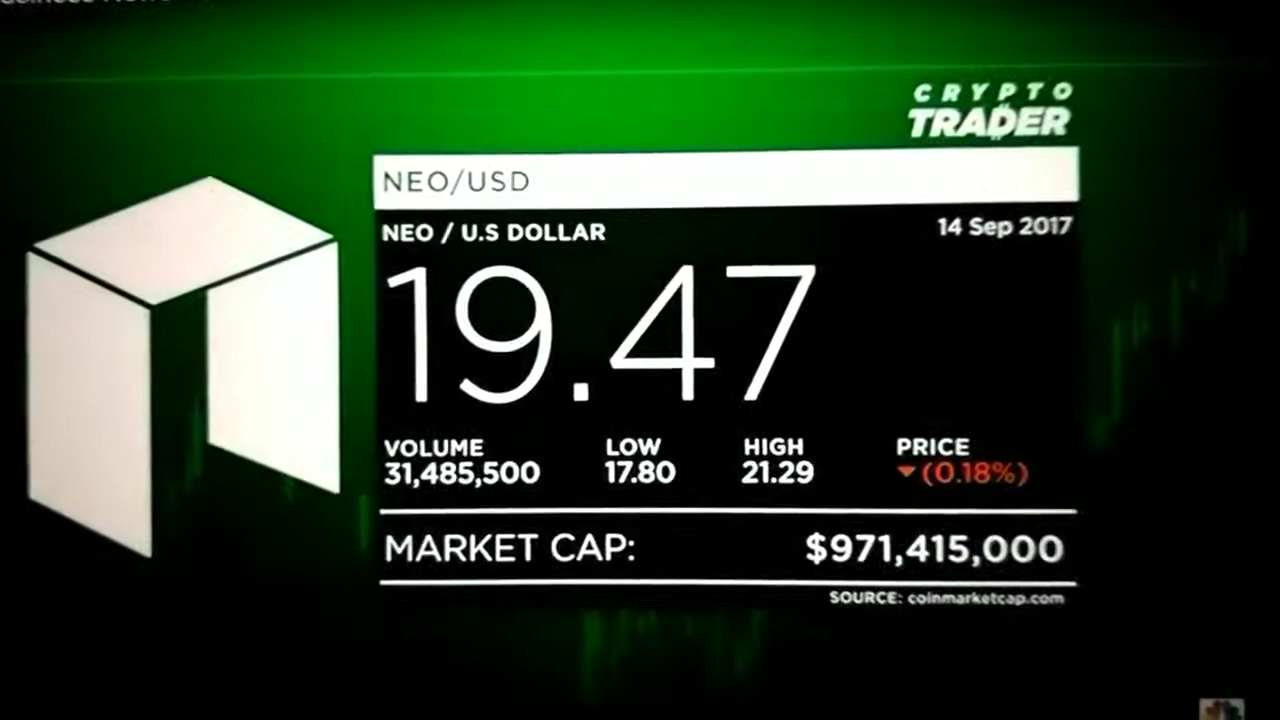 CRYPTO
TRADER
NEO/USD
NEO / U.S DOLLAR
14 Sep 2017
19.47
VOLUME LOW HIGH PRICE
31,485,500 17.80 21.29 (0.18%)
MARKET CAP: $971,415,000
SOURCE: coinmarketcap.com